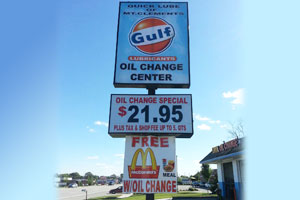 QUICK LUBE
OF
MT. CLEMENS
Gulf
LUBRICANTS
OIL CHANGE
CENTER
OIL CHANGE SPECIAL
$21.95
PLUS TAX & SHOP FEE UP TO 5. QTS
FREE
McDonald's
MEAL
W/OIL CHANGE